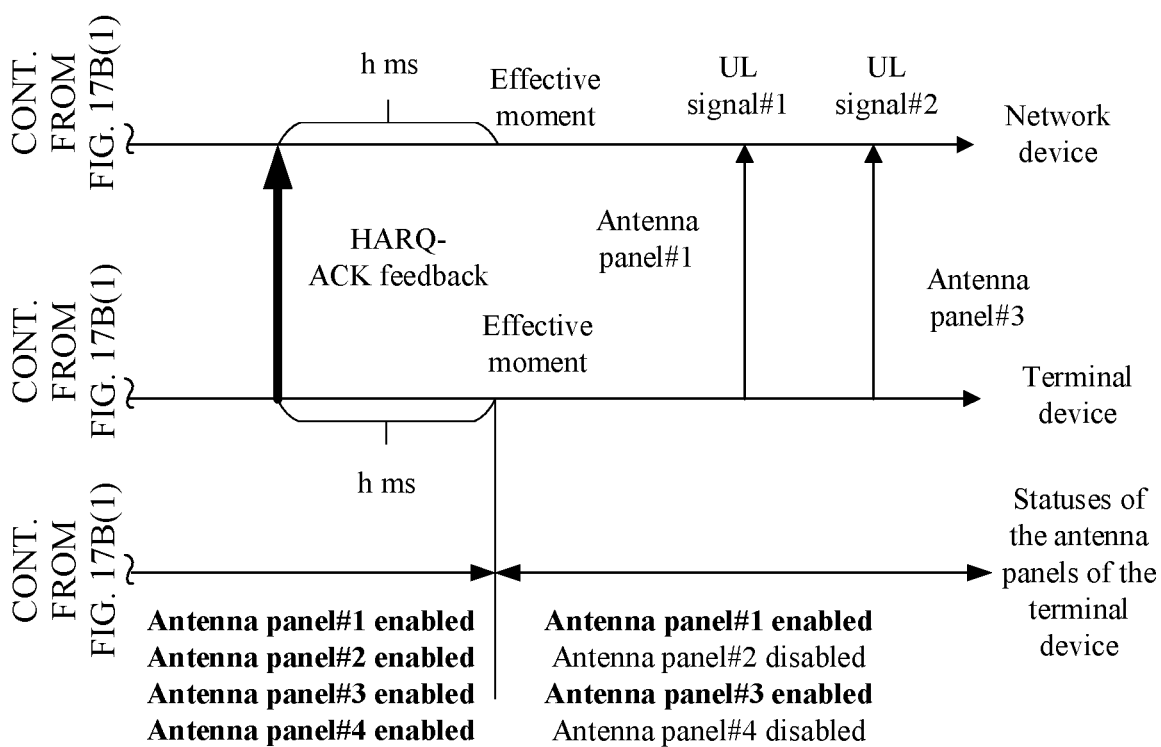 CONT.
FROM
FIG. 17B(1)
h ms
Effective
moment
UL
signal#1
UL
signal#2
Network
device
HARQ-
ACK feedback
Antenna
panel#1
Antenna
panel#3
CONT.
FROM
FIG. 17B(1)
Effective
moment
Terminal
device
h ms
CONT.
FROM
FIG. 17B(1)
Statuses of
the antenna
panels of the
terminal
device
Antenna panel#1 enabled
Antenna panel#2 enabled
Antenna panel#3 enabled
Antenna panel#4 enabled
Antenna panel#1 enabled
Antenna panel#2 disabled
Antenna panel#3 enabled
Antenna panel#4 disabled